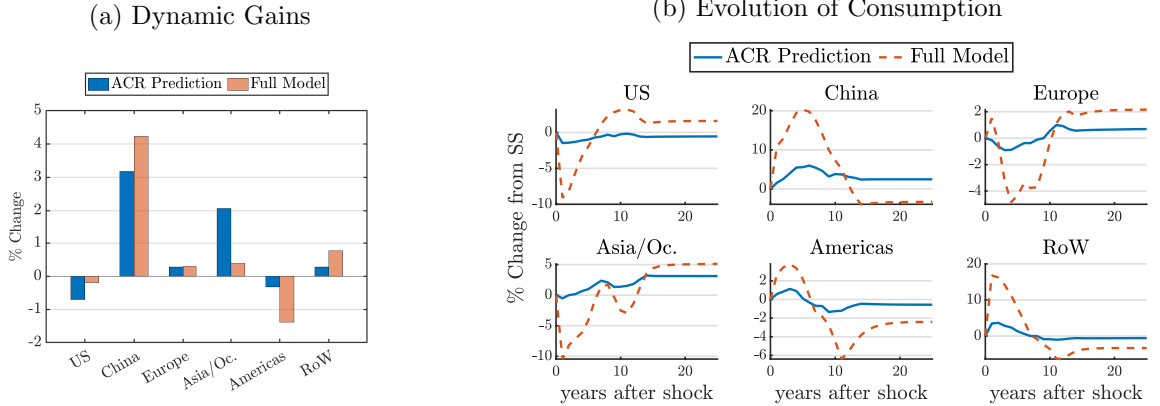 (a) Dynamic Gains
ACR Prediction Full Model
5
4
3
2
1
0
-1
-2
% Change
US China Europe Asia/Oc. Americas RoW
(b) Evolution of Consumption
ACR Prediction Full Model
% Change from SS
US
0
-5
-10
0 10 20
China
20
10
0
0 10 20
Europe
2
0
-2
-4
0 10 20
Asia/Oc.
5
0
-5
-10
0 10 20
years after shock
Americas
2
0
-2
-4
-6
0 10 20
years after shock
RoW
20
10
0
0 10 20
years after shock